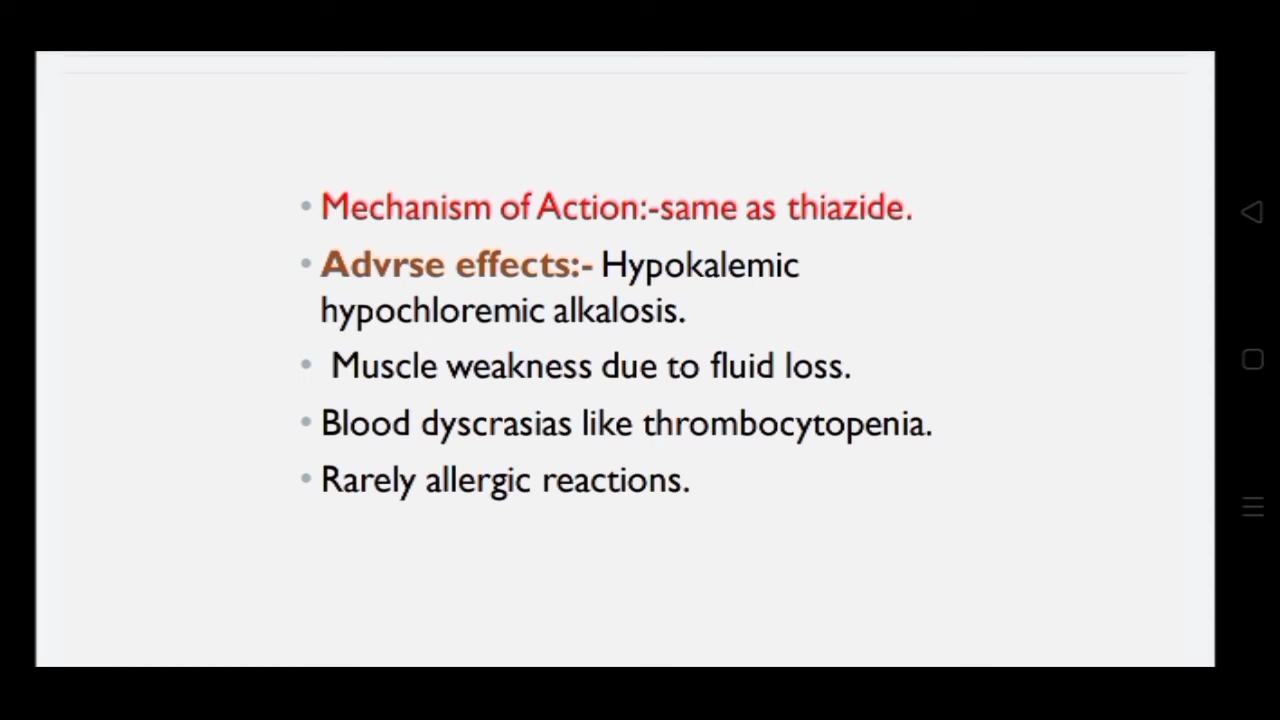 • Mechanism of Action:-same as thiazide.
• Advrse effects:- Hypokalemic
hypochloremic alkalosis.
• Muscle weakness due to fluid loss.
• Blood dyscrasias like thrombocytopenia.
• Rarely allergic reactions.